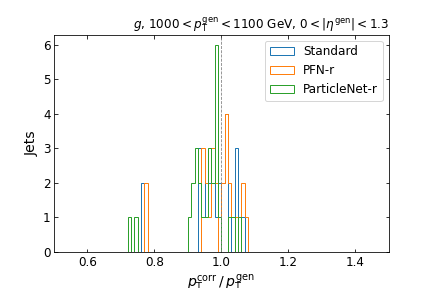 g, 1000 < p_T^gen < 1100 GeV, 0 < |η^gen| < 1.3
Standard
PFN-r
ParticleNet-r
Jets
6
5
4
3
2
1
0
0.6 0.8 1.0 1.2 1.4
p_T^corr / p_T^gen